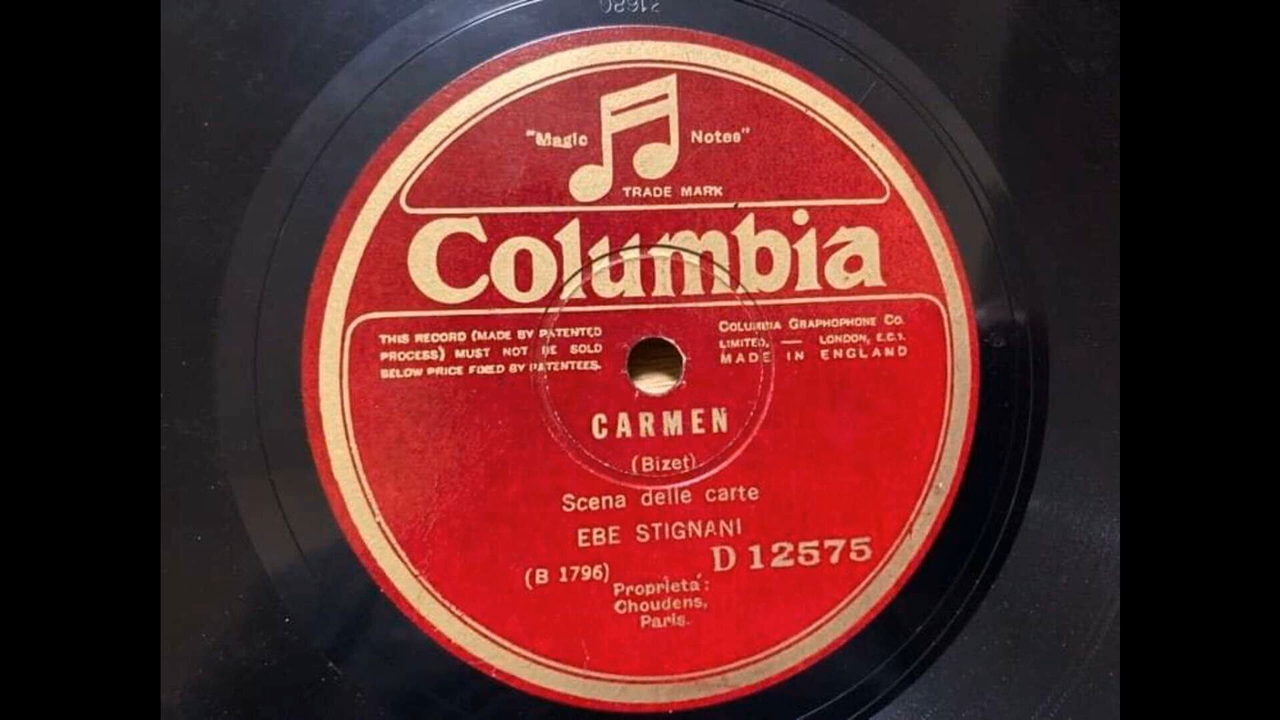 "Magic Notes"
TRADE MARK
Columbia
THIS RECORD (MADE BY PATENTED
PROCESS) MUST NOT BE SOLD
BELOW PRICE FIXED BY PATENTEES.
COLUMBIA GRAPHOPHONE CO.
LIMITED, — LONDON, E.C.1.
MADE IN ENGLAND
CARMEN
(Bizet)
Scena delle carte
EBE STIGNANI
D 12575
(B 1796)
Proprietá:
Choudens,
Paris.